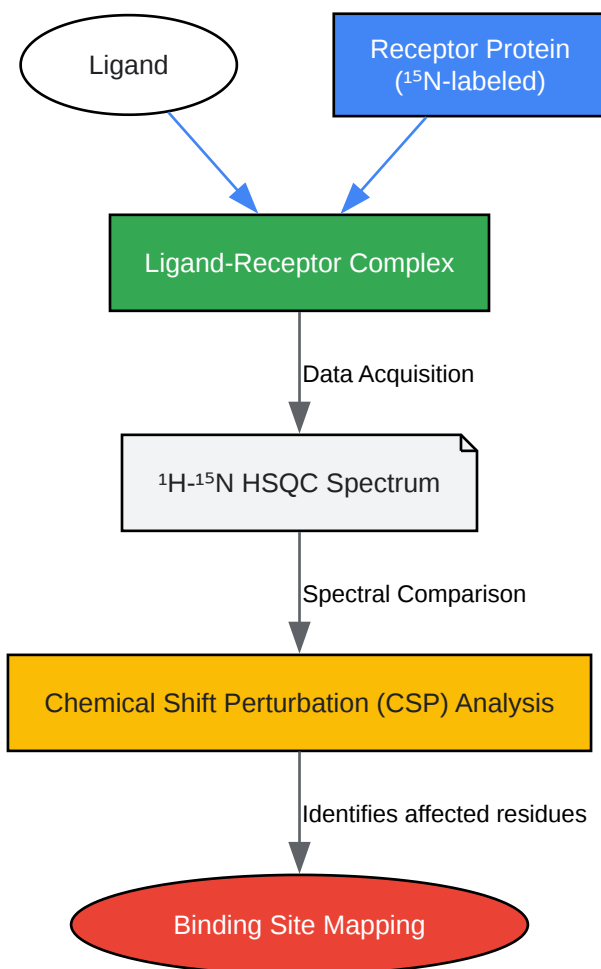 Ligand
Receptor Protein
(¹⁵N-labeled)
Ligand-Receptor Complex
Data Acquisition
¹H-¹⁵N HSQC Spectrum
Spectral Comparison
Chemical Shift Perturbation (CSP) Analysis
Identifies affected residues
Binding Site Mapping